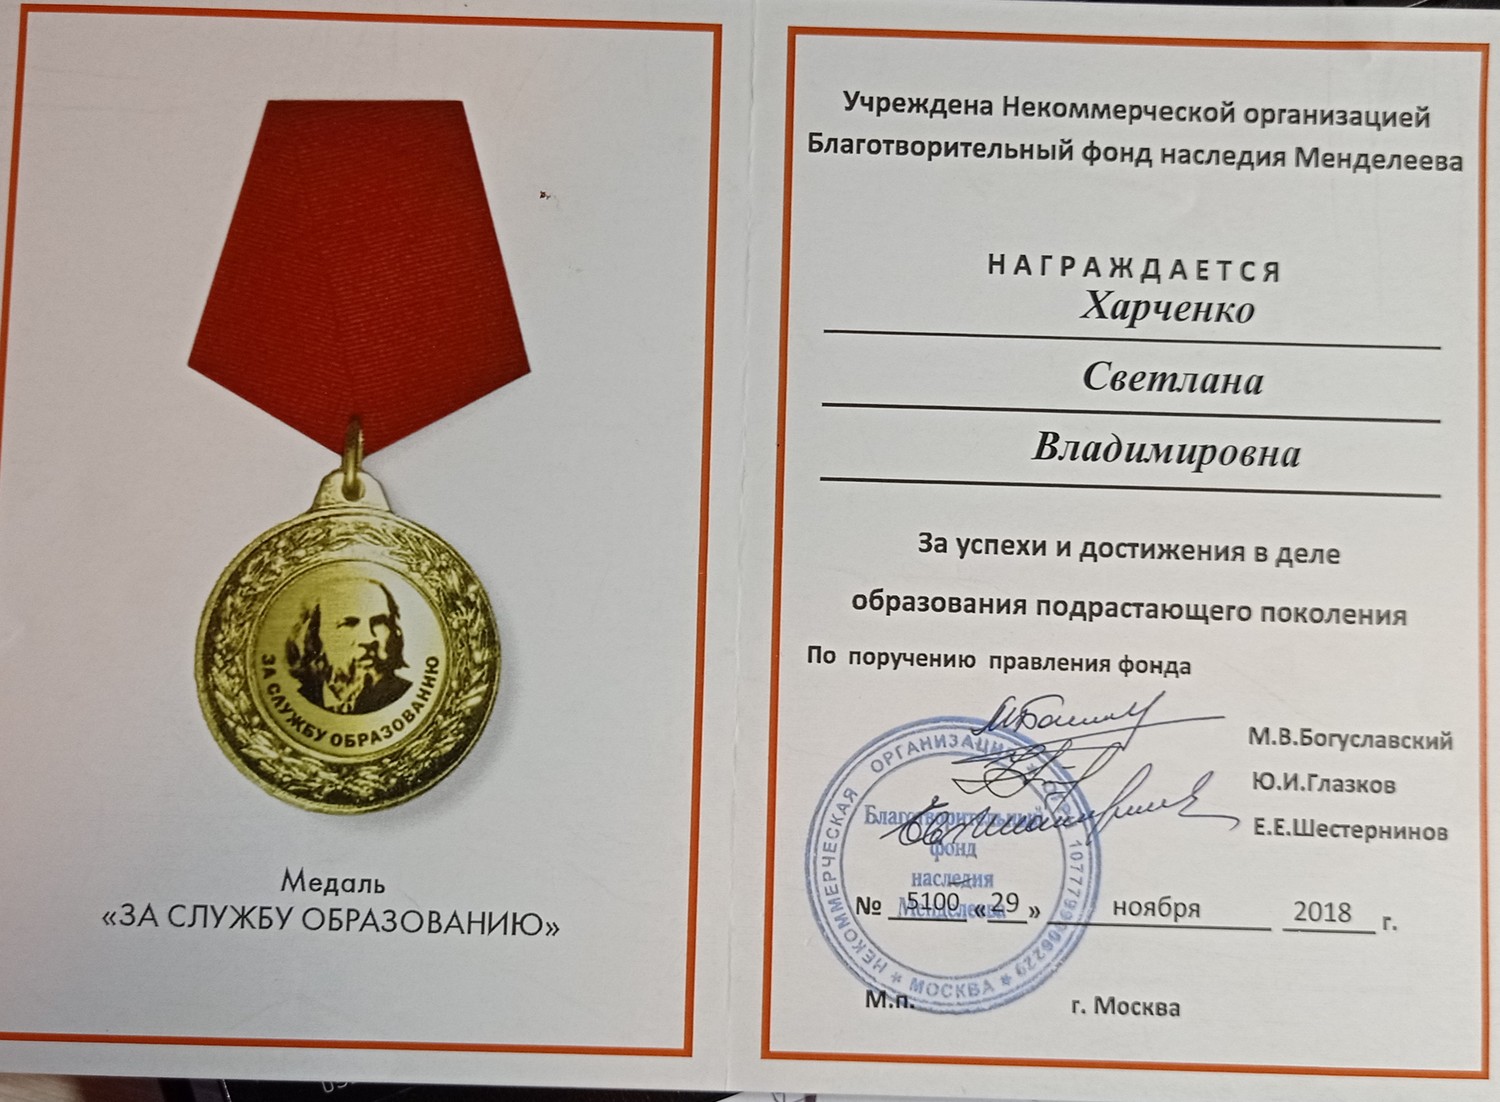 ЗА СЛУЖБУ ОБРАЗОВАНИЮ
Медаль
«ЗА СЛУЖБУ ОБРАЗОВАНИЮ»
Учреждена Некоммерческой организацией
Благотворительный фонд наследия Менделеева
НАГРАЖДАЕТСЯ
Харченко
Светлана
Владимировна
За успехи и достижения в деле
образования подрастающего поколения
По поручению правления фонда
М.В.Богуславский
Ю.И.Глазков
Е.Е.Шестернинов
НЕКОММЕРЧЕСКАЯ ОРГАНИЗАЦИЯ
МОСКВА
Благотворительный
фонд
наследия
Менделеева
№ 5100 «29» ноября 2018 г.
М.п. г. Москва